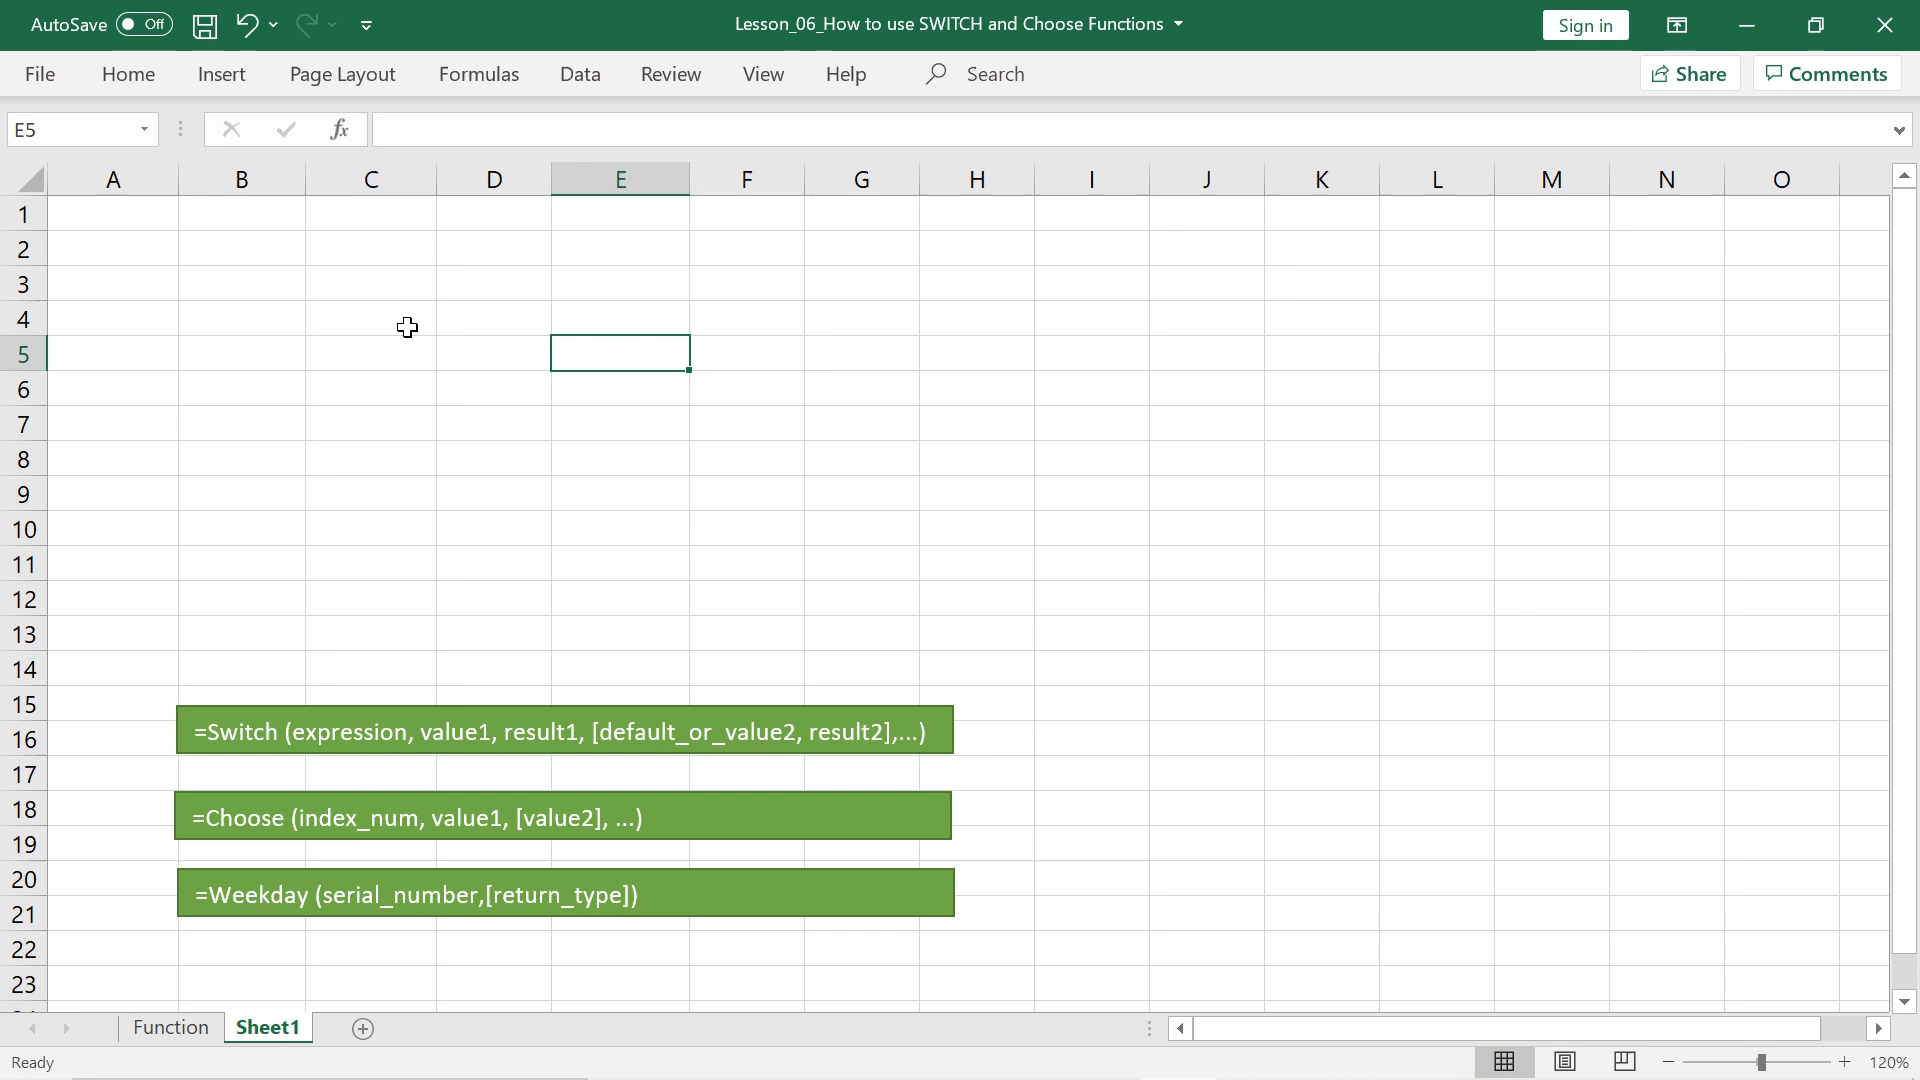 AutoSave Off Lesson_06_How to use SWITCH and Choose Functions Sign in
File Home Insert Page Layout Formulas Data Review View Help Search Share Comments
E5 fx
A B C D E F G H I J K L M N O
1
2
3
4
5
6
7
8
9
10
11
12
13
14
15
16
=Switch (expression, value1, result1, [default_or_value2, result2],...)
17
18
=Choose (index_num, value1, [value2], ...)
19
20
=Weekday (serial_number,[return_type])
21
22
23
Function Sheet1
Ready 120%